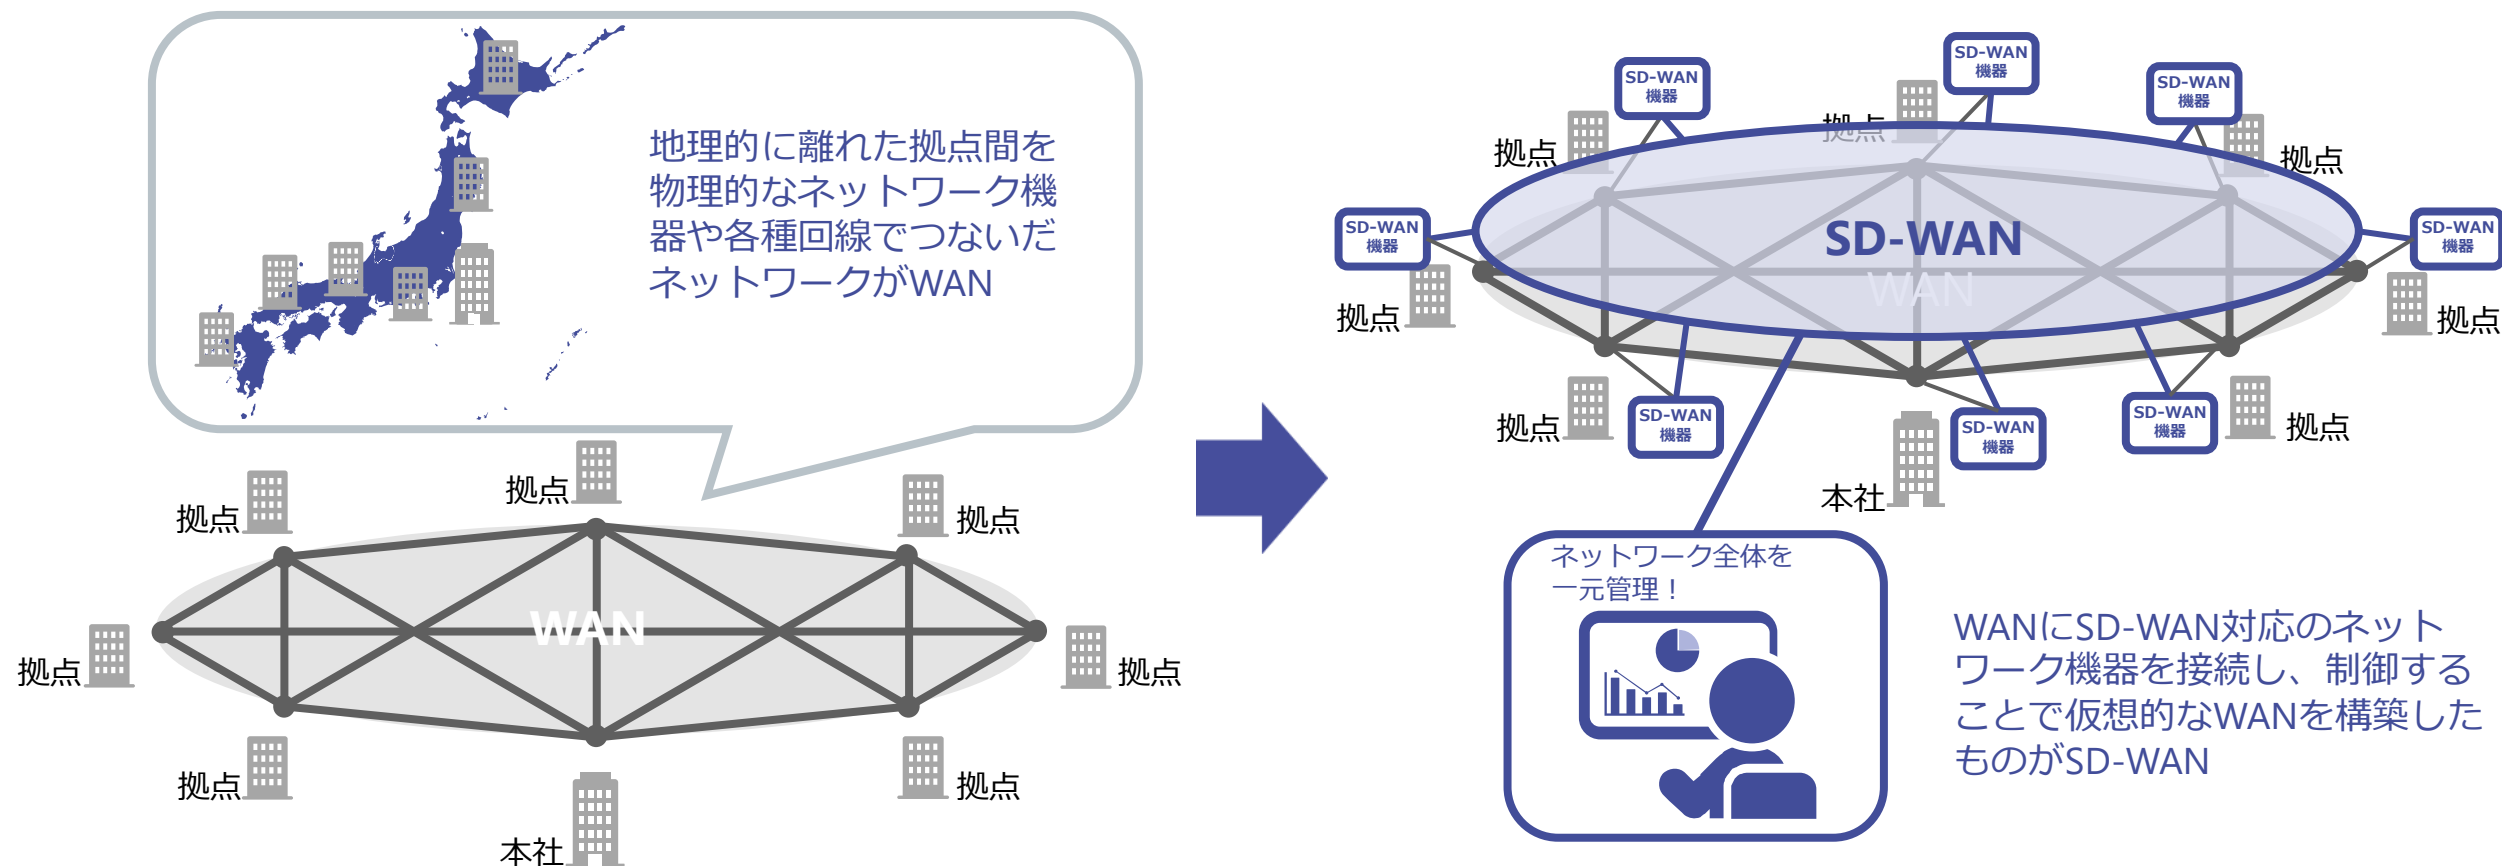 地理的に離れた拠点間を
物理的なネットワーク機
器や各種回線でつないだ
ネットワークがWAN
拠点
拠点
拠点
拠点
WAN
拠点
拠点
拠点
本社
SD-WAN
機器
SD-WAN
機器
SD-WAN
機器
拠点
拠点
拠点
SD-WAN
機器
SD-WAN
機器
SD-WAN
WAN
拠点
拠点
SD-WAN
機器
SD-WAN
機器
SD-WAN
機器
拠点
拠点
本社
ネットワーク全体を
一元管理！
WANにSD-WAN対応のネット
ワーク機器を接続し、制御する
ことで仮想的なWANを構築した
ものがSD-WAN